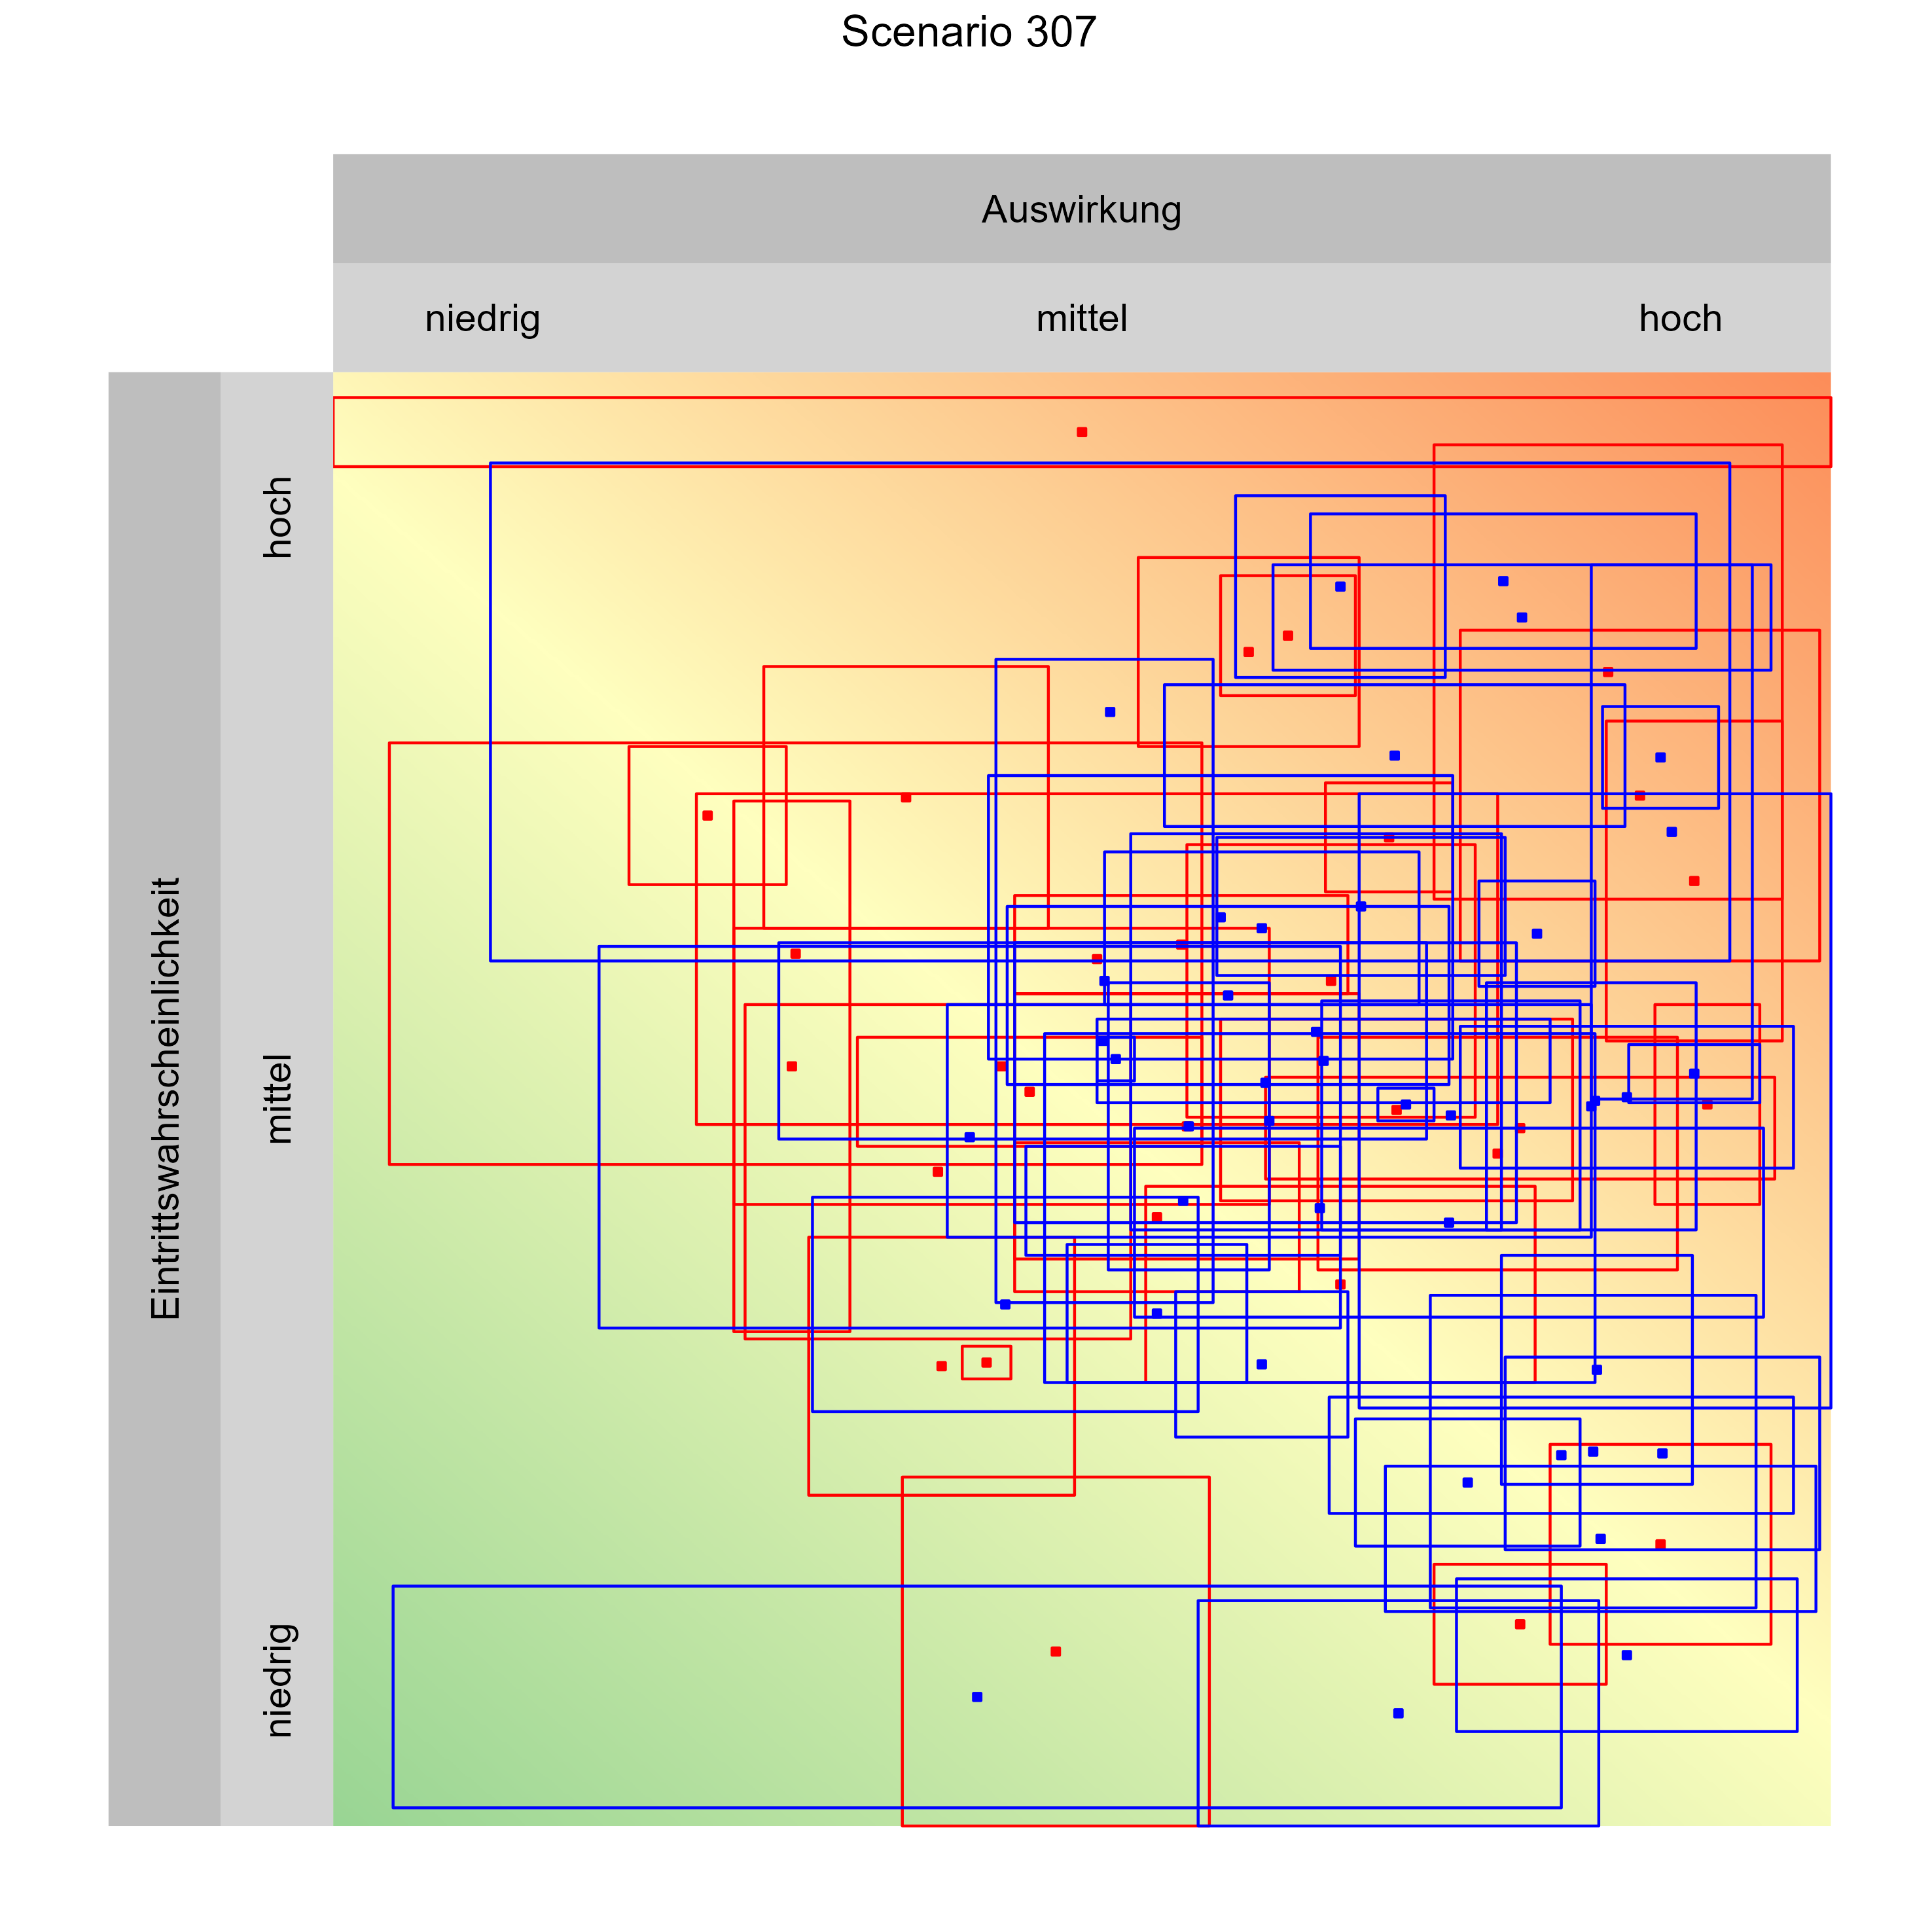 Scenario 307
Auswirkung
niedrig
mittel
hoch
Eintrittswahrscheinlichkeit
hoch
mittel
niedrig